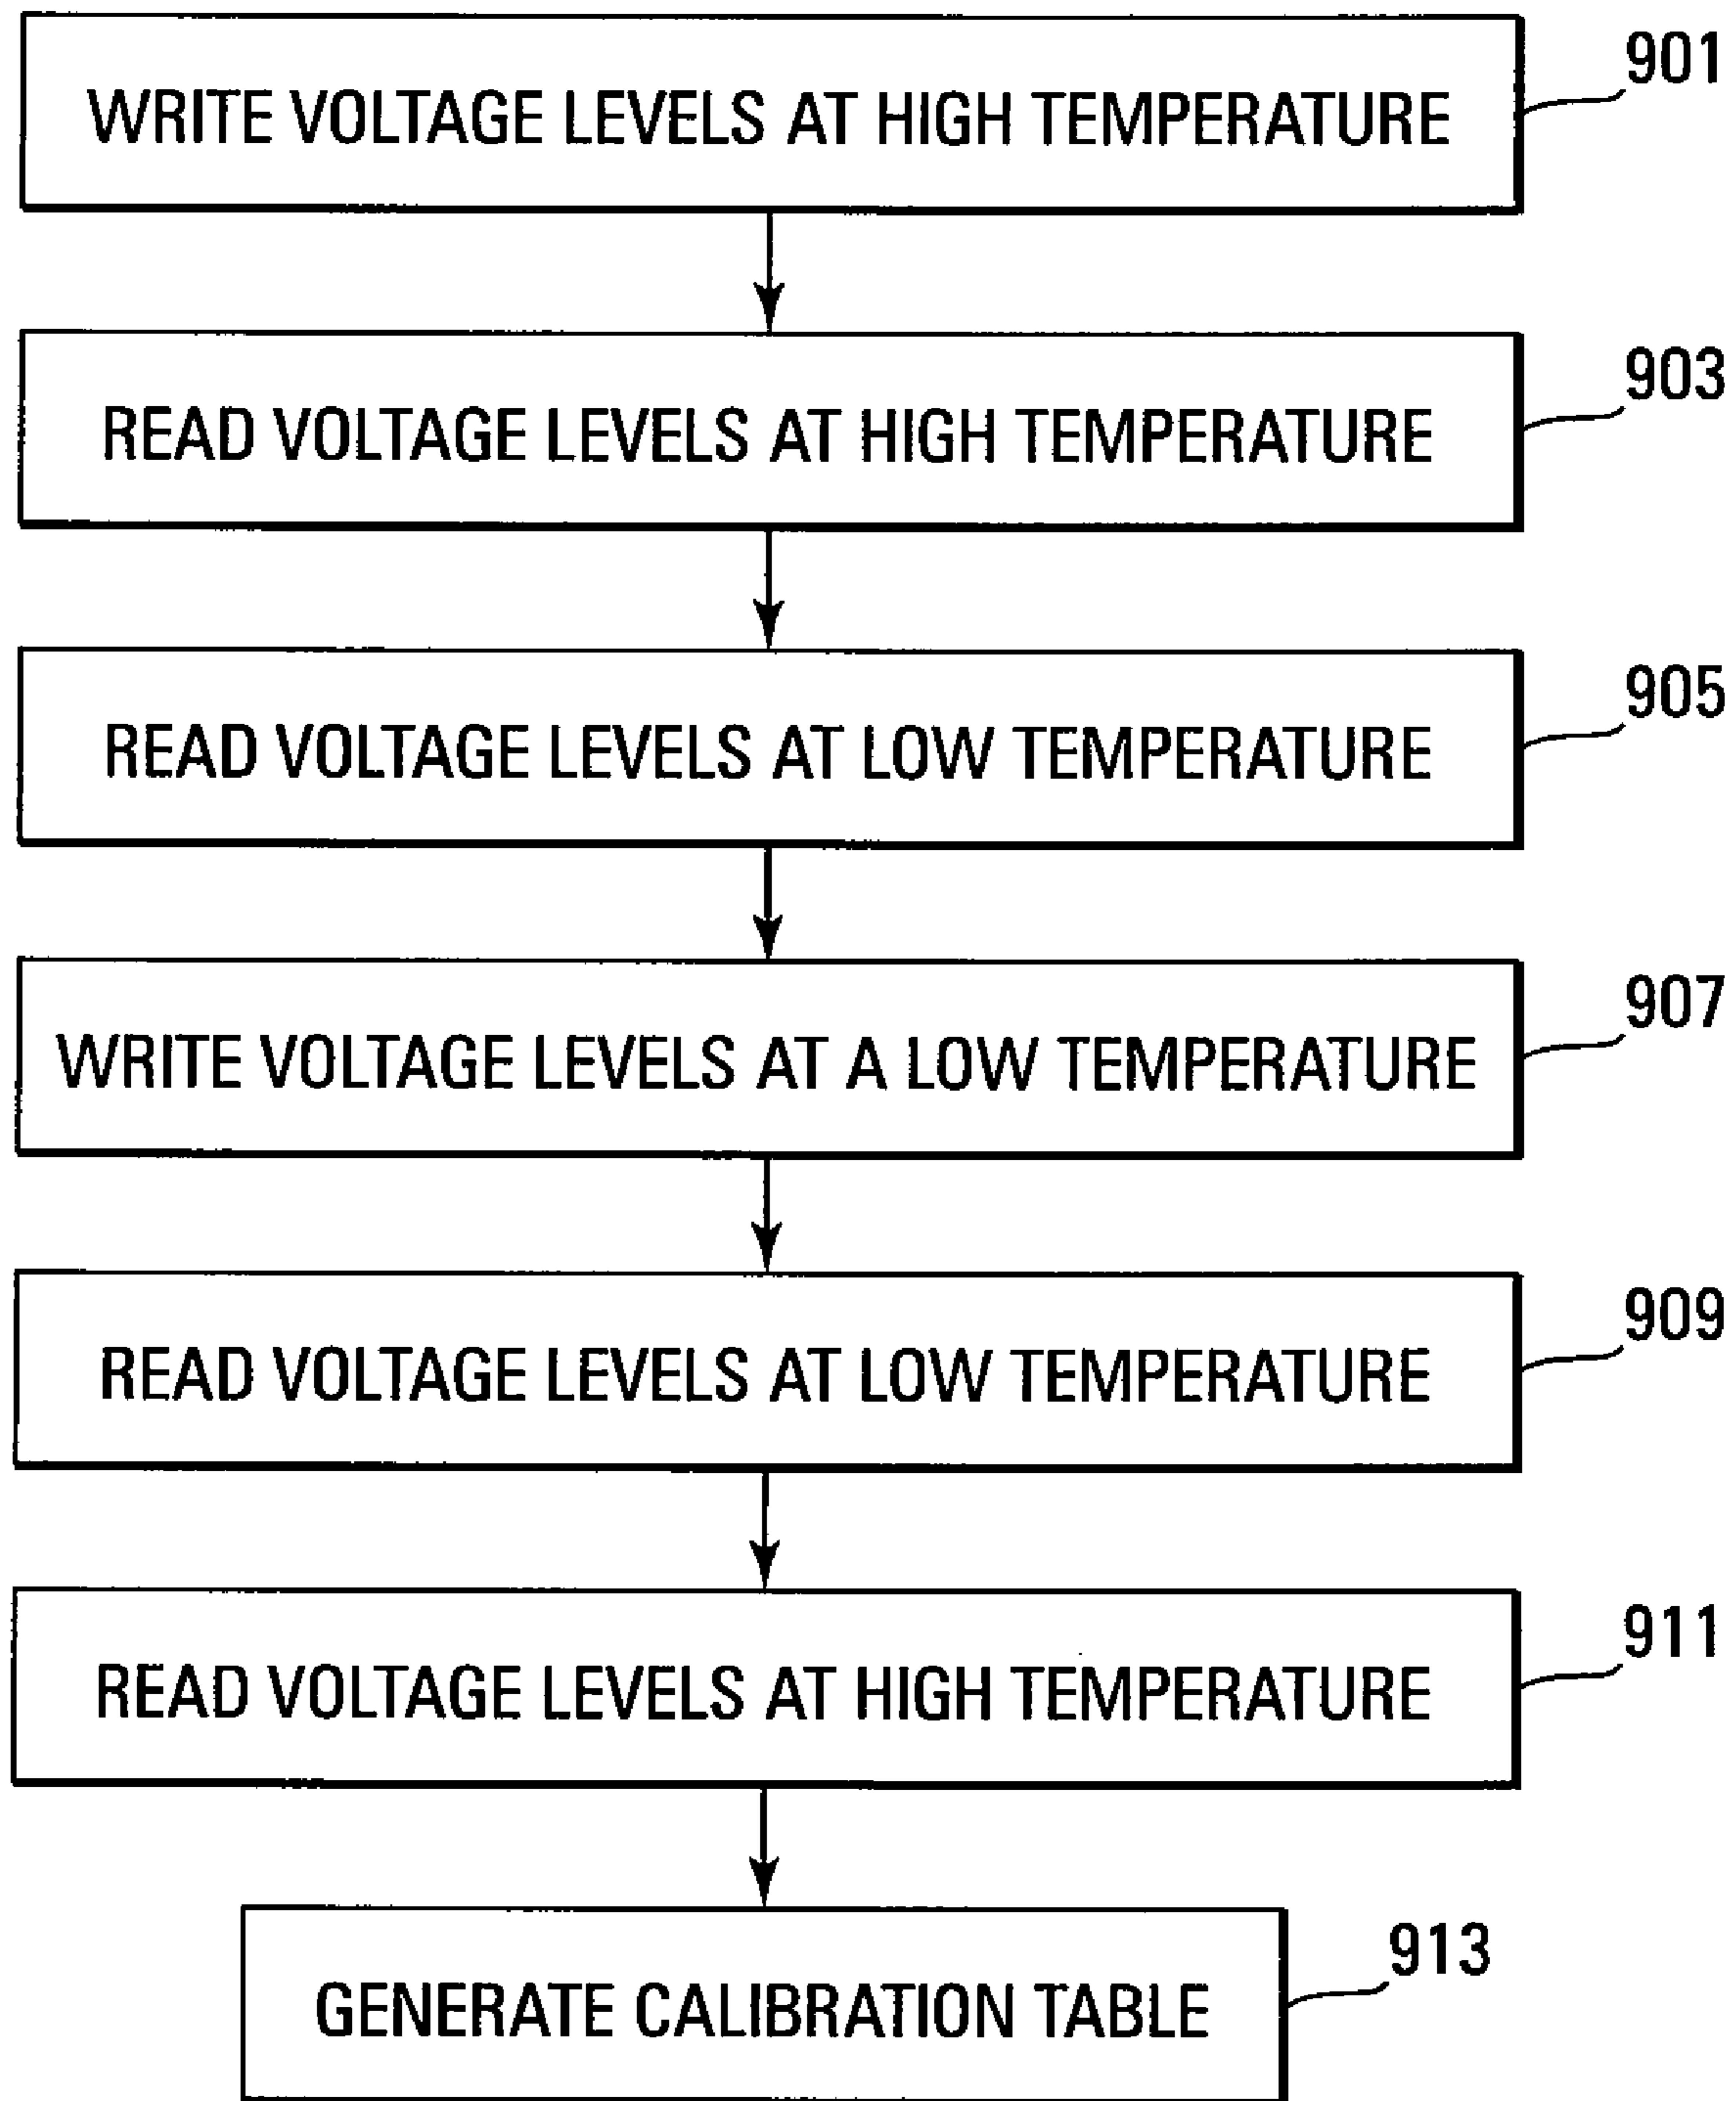 901
WRITE VOLTAGE LEVELS AT HIGH TEMPERATURE
903
READ VOLTAGE LEVELS AT HIGH TEMPERATURE
905
READ VOLTAGE LEVELS AT LOW TEMPERATURE
907
WRITE VOLTAGE LEVELS AT A LOW TEMPERATURE
909
READ VOLTAGE LEVELS AT LOW TEMPERATURE
911
READ VOLTAGE LEVELS AT HIGH TEMPERATURE
913
GENERATE CALIBRATION TABLE